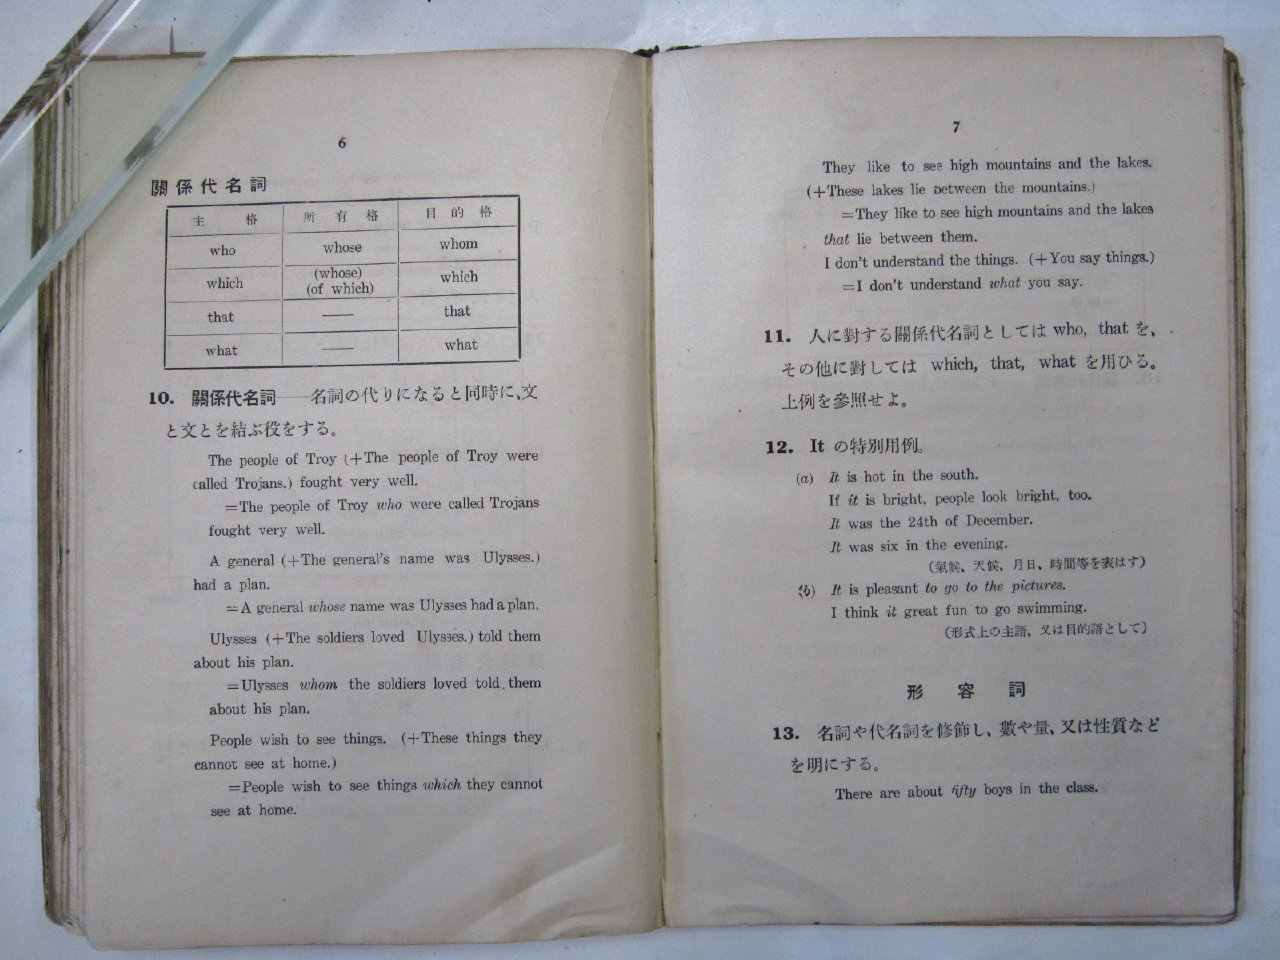 6
關係代名詞
主格 所有格 目的格
who whose whom
which (whose) (of which) which
that —— that
what —— what
10. 關係代名詞——名詞の代りになると同時に、文
と文とを結ぶ役をする。
The people of Troy (+The people of Troy were
called Trojans.) fought very well.
=The people of Troy who were called Trojans
fought very well.
A general (+The general's name was Ulysses.)
had a plan.
=A general whose name was Ulysses had a plan.
Ulysses (+The soldiers loved Ulysses.) told them
about his plan.
=Ulysses whom the soldiers loved told them
about his plan.
People wish to see things. (+These things they
cannot see at home.)
=People wish to see things which they cannot
see at home.
7
They like to see high mountains and the lakes.
(+These lakes lie between the mountains.)
=They like to see high mountains and the lakes
that lie between them.
I don't understand the things. (+You say things.)
=I don't understand what you say.
11. 人に對する關係代名詞としては who, that を、
その他に對しては which, that, what を用ひる。
上例を參照せよ。
12. It の特別用例。
(a) It is hot in the south.
If it is bright, people look bright, too.
It was the 24th of December.
It was six in the evening.
(氣候、天候、月日、時間等を表はす)
(b) It is pleasant to go to the pictures.
I think it great fun to go swimming.
(形式上の主語、又は目的語として)
形容詞
13. 名詞や代名詞を修飾し、數や量、又は性質など
を明にする。
There are about fifty boys in the class.